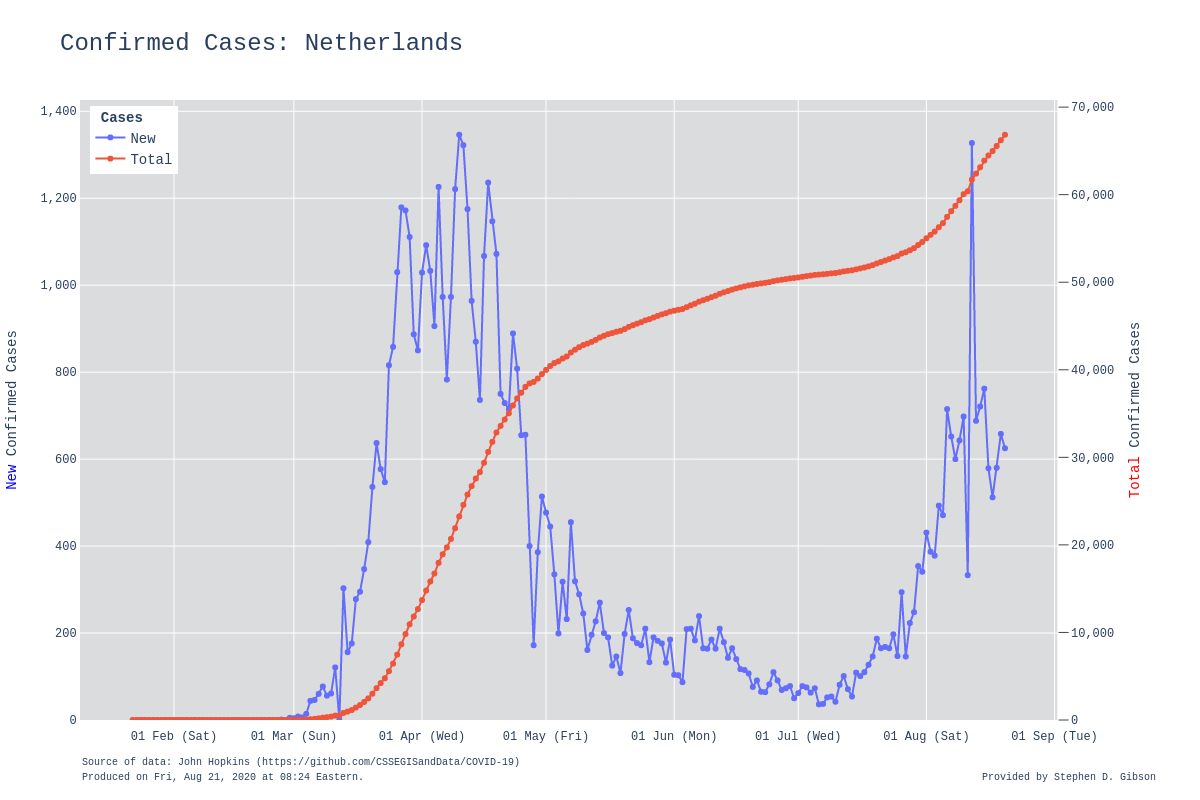 Confirmed Cases: Netherlands
Cases
New
Total
1,400
1,200
1,000
800
600
400
200
0
70,000
60,000
50,000
40,000
30,000
20,000
10,000
0
New Confirmed Cases
Total Confirmed Cases
01 Feb (Sat) 01 Mar (Sun) 01 Apr (Wed) 01 May (Fri) 01 Jun (Mon) 01 Jul (Wed) 01 Aug (Sat) 01 Sep (Tue)
Source of data: John Hopkins (https://github.com/CSSEGISandData/COVID-19)
Produced on Fri, Aug 21, 2020 at 08:24 Eastern.
Provided by Stephen D. Gibson